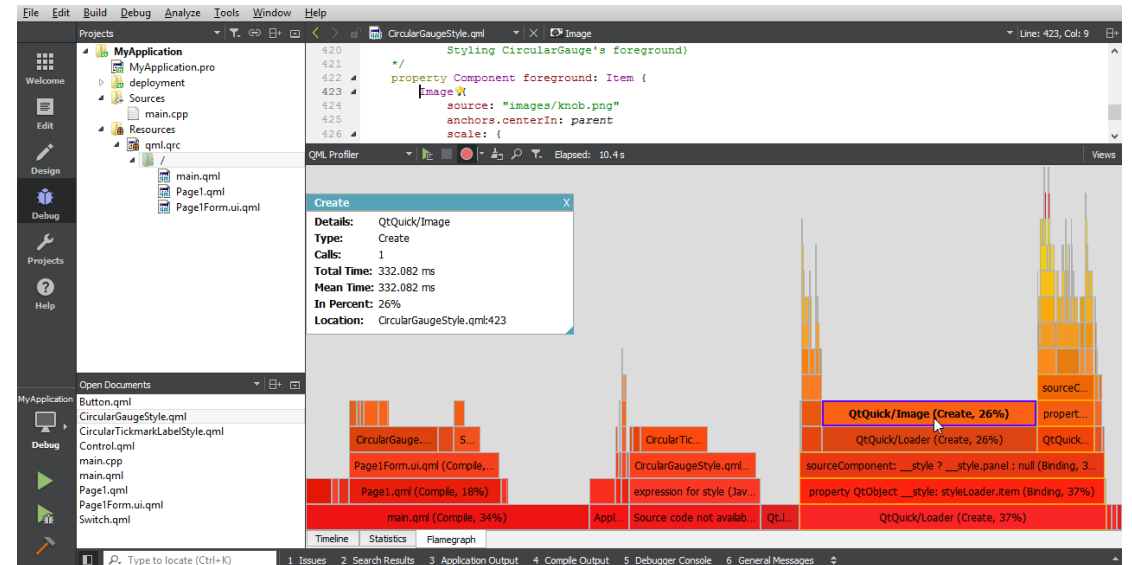 File Edit Build Debug Analyze Tools Window Help
Projects
CircularGaugeStyle.qml
Image
Line: 423, Col: 9
Welcome
Edit
Design
Debug
Projects
Help
MyApplication
Debug
MyApplication
MyApplication.pro
deployment
Sources
main.cpp
Resources
qml.qrc
/
main.qml
Page1.qml
Page1Form.ui.qml
Open Documents
Button.qml
CircularGaugeStyle.qml
CircularTickmarkLabelStyle.qml
Control.qml
main.cpp
main.qml
Page1.qml
Page1Form.ui.qml
Switch.qml
420 Styling CircularGauge's foreground}
421 */
422 property Component foreground: Item {
423 Image {
424 source: "images/knob.png"
425 anchors.centerIn: parent
426 scale: {
QML Profiler
Elapsed: 10.4 s
Views
Create X
Details: QtQuick/Image
Type: Create
Calls: 1
Total Time: 332.082 ms
Mean Time: 332.082 ms
In Percent: 26%
Location: CircularGaugeStyle.qml:423
sourceC...
QtQuick/Image (Create, 26%)
propert...
CircularGauge....
S...
CircularTic...
QtQuick/Loader (Create, 26%)
QtQuick...
Page1Form.ui.qml (Compile,...
CircularGaugeStyle.qml...
sourceComponent: __style ? __style.panel : null (Binding, 3...
Page1.qml (Compile, 18%)
expression for style (Jav...
property QtObject __style: styleLoader.item (Binding, 37%)
main.qml (Compile, 34%)
Appl...
Source code not availab...
Qt.l...
QtQuick/Loader (Create, 37%)
Timeline Statistics Flamegraph
Type to locate (Ctrl+K)
1 Issues 2 Search Results 3 Application Output 4 Compile Output 5 Debugger Console 6 General Messages